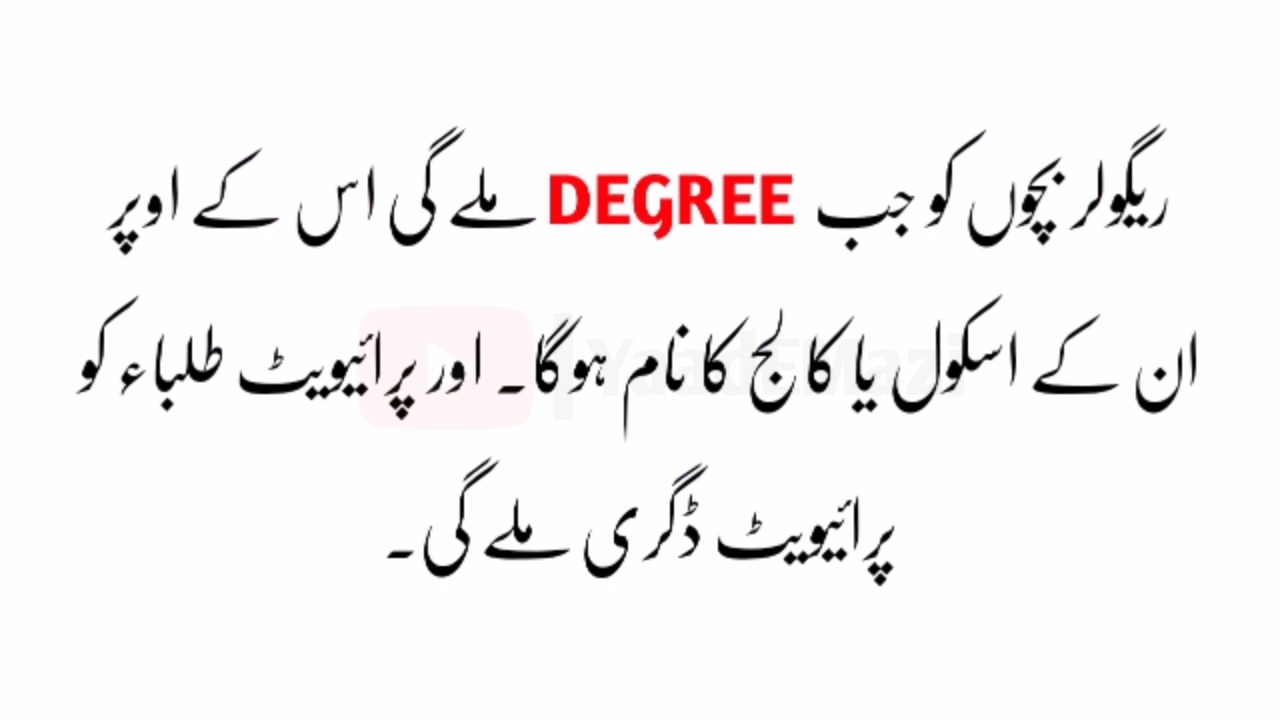 ریگولر بچوں کو جب DEGREE ملے گی اس کے اوپر
ان کے اسکول یا کالج کا نام ہوگا۔ اور پرائیویٹ طلباء کو
پرائیویٹ ڈگری ملے گی۔